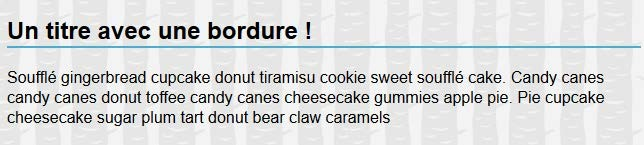 Un titre avec une bordure !
Soufflé gingerbread cupcake donut tiramisu cookie sweet soufflé cake. Candy canes
candy canes donut toffee candy canes cheesecake gummies apple pie. Pie cupcake
cheesecake sugar plum tart donut bear claw caramels